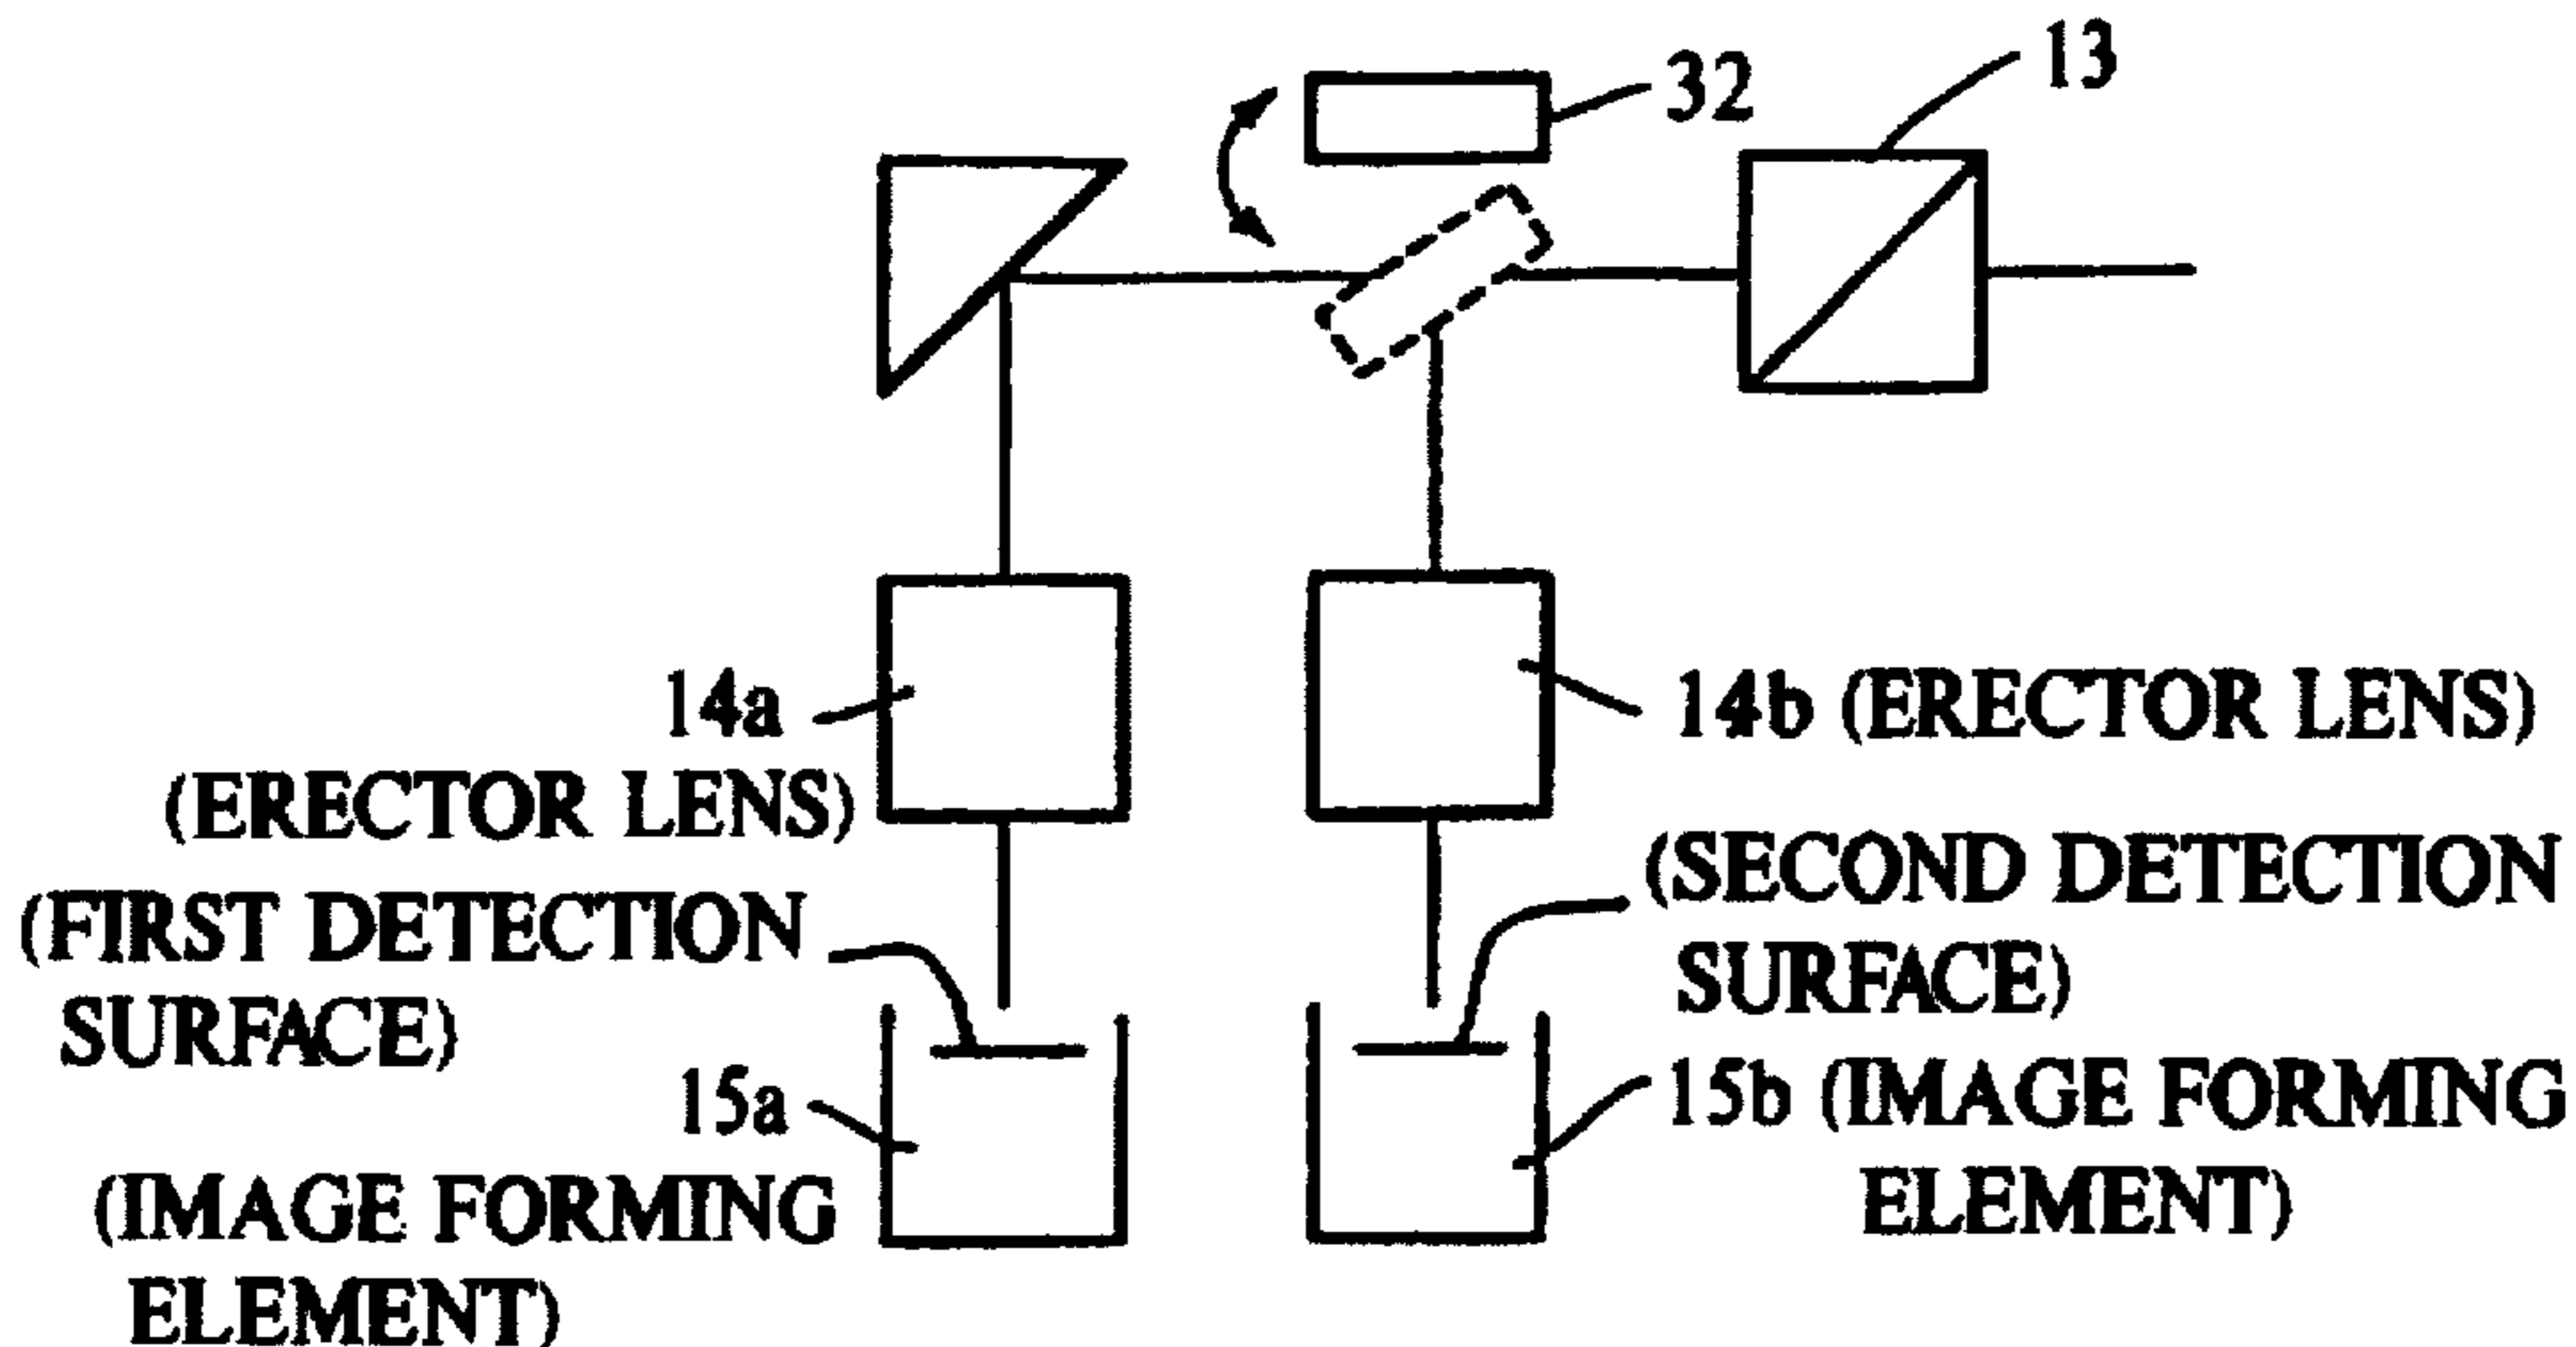 32
13
14a
(ERECTOR LENS)
14b (ERECTOR LENS)
(FIRST DETECTION
SURFACE)
(SECOND DETECTION
SURFACE)
15a
(IMAGE FORMING
ELEMENT)
15b (IMAGE FORMING
ELEMENT)